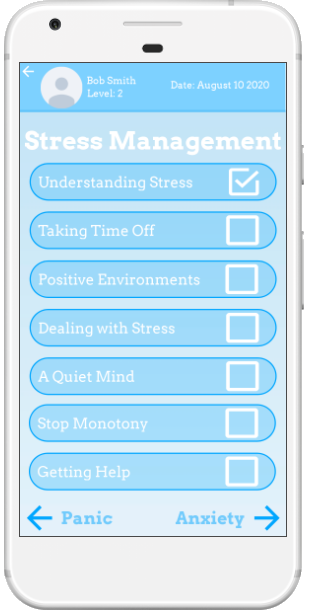 Bob Smith
Level: 2
Date: August 10 2020
Stress Management
Understanding Stress
Taking Time Off
Positive Environments
Dealing with Stress
A Quiet Mind
Stop Monotony
Getting Help
Panic
Anxiety